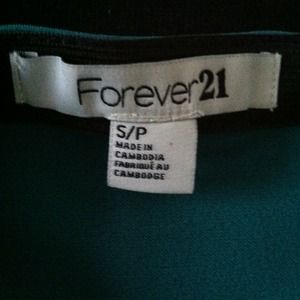 Forever21
S/P
MADE IN
CAMBODIA
FABRIQUÉ AU
CAMBODGE